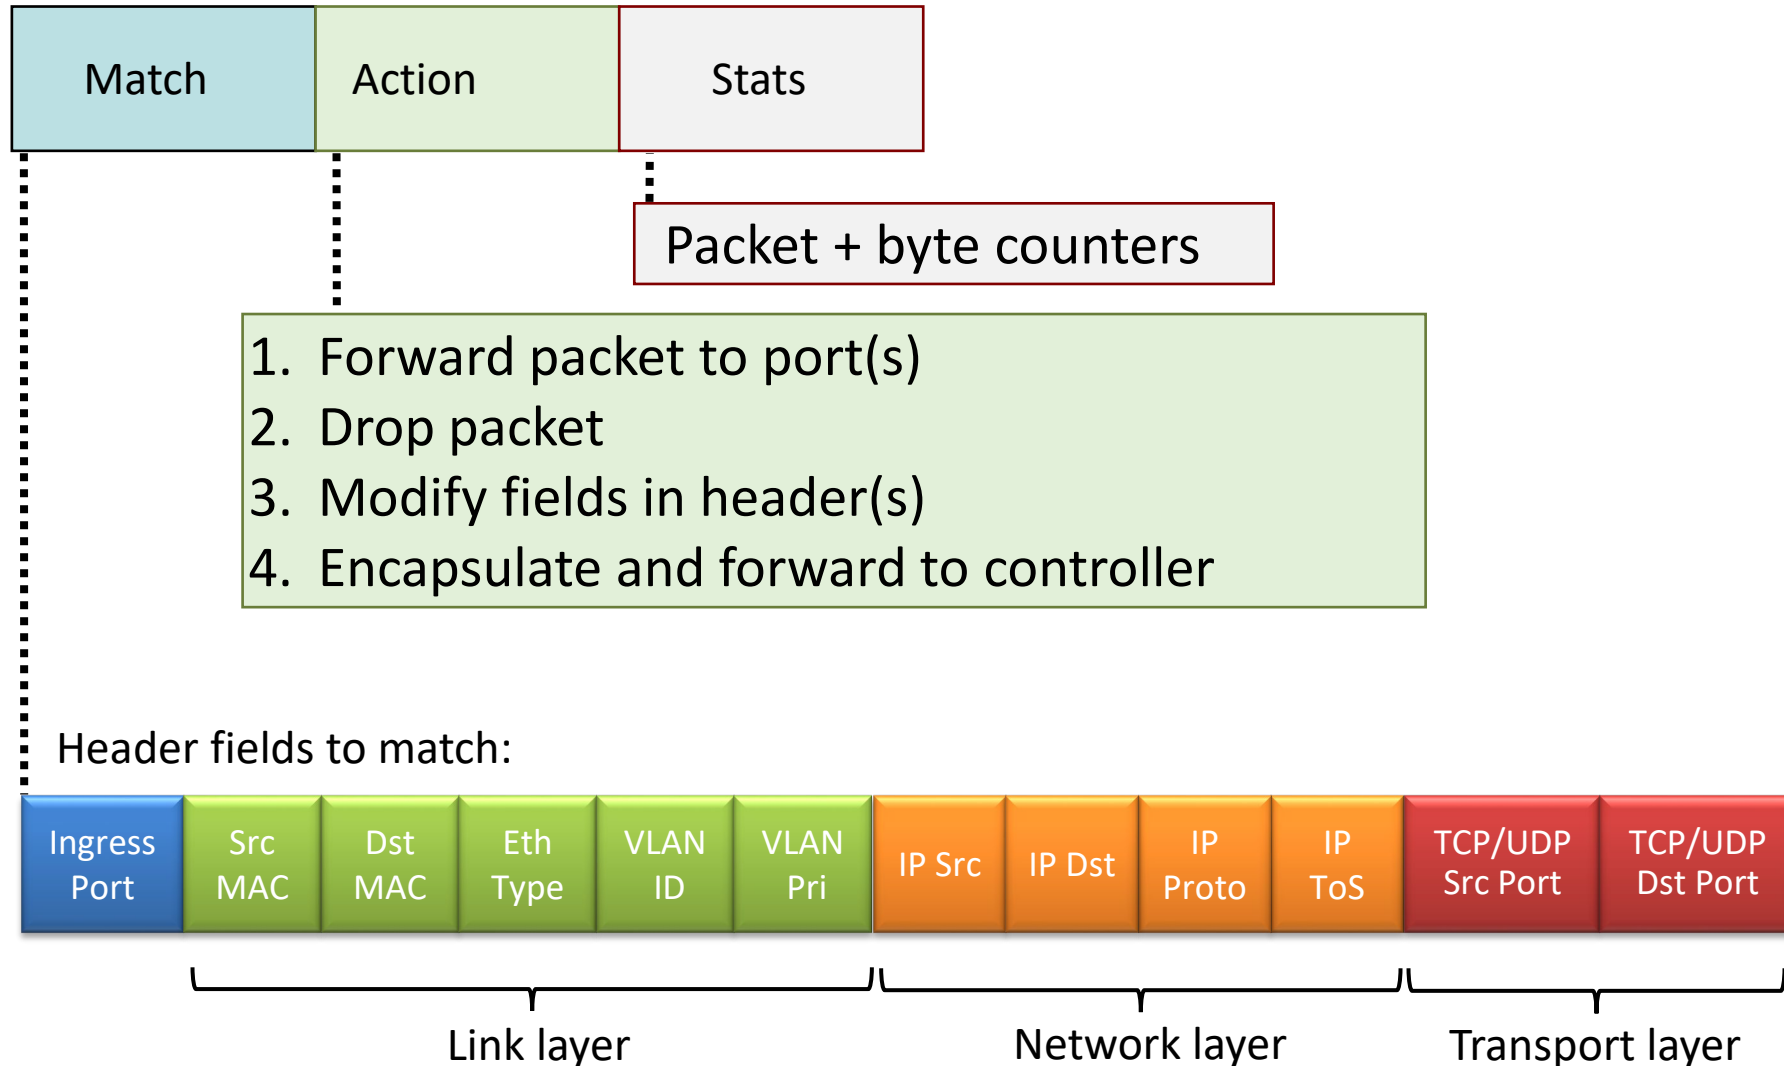 Match Action Stats
Packet + byte counters
1. Forward packet to port(s)
2. Drop packet
3. Modify fields in header(s)
4. Encapsulate and forward to controller
Header fields to match:
Ingress
Port
Src
MAC
Dst
MAC
Eth
Type
VLAN
ID
VLAN
Pri
IP Src
IP Dst
IP
Proto
IP
ToS
TCP/UDP
Src Port
TCP/UDP
Dst Port
Link layer
Network layer
Transport layer